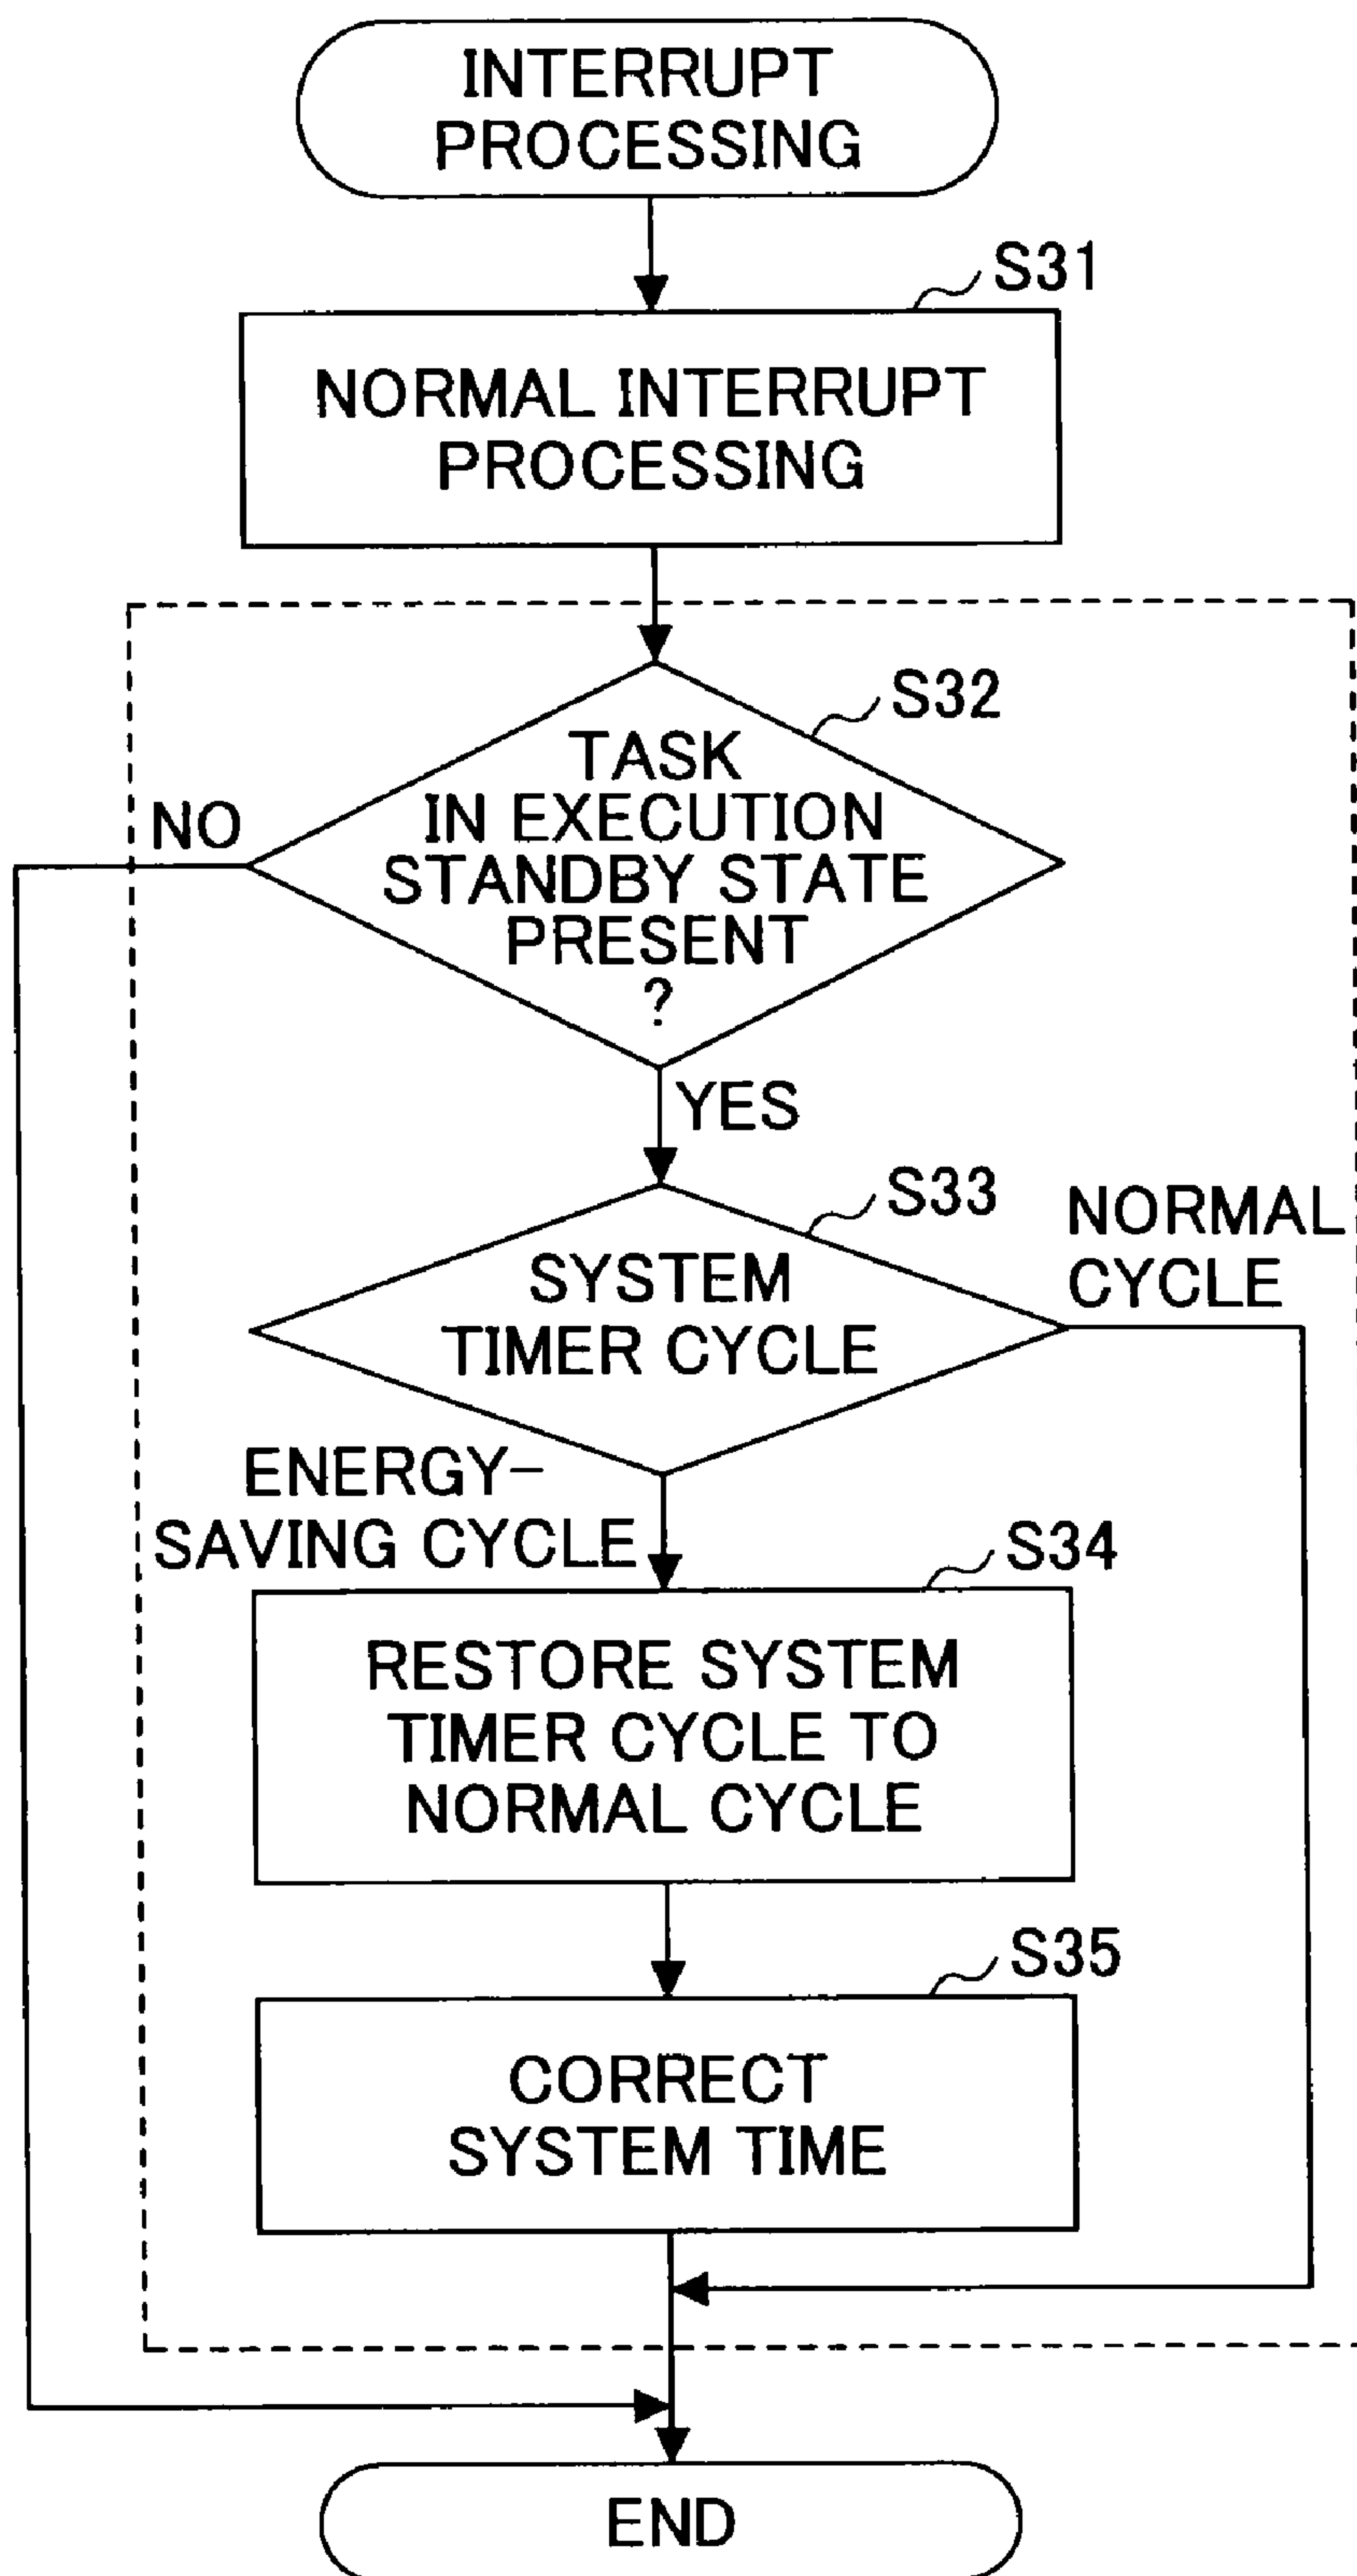 INTERRUPT
PROCESSING
S31
NORMAL INTERRUPT
PROCESSING
S32
TASK
IN EXECUTION
STANDBY STATE
PRESENT
?
NO
YES
S33
SYSTEM
TIMER CYCLE
NORMAL
CYCLE
ENERGY-
SAVING CYCLE
S34
RESTORE SYSTEM
TIMER CYCLE TO
NORMAL CYCLE
S35
CORRECT
SYSTEM TIME
END